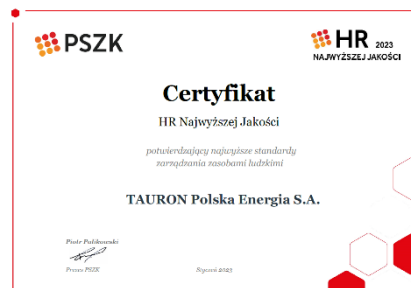 PSZK
HR 2023
NAJWYŻSZEJ JAKOŚCI
Certyfikat
HR Najwyższej Jakości
potwierdzający najwyższe standardy
zarządzania zasobami ludzkimi
TAURON Polska Energia S.A.
Piotr Palikowski
Prezes PSZK
Styczeń 2023